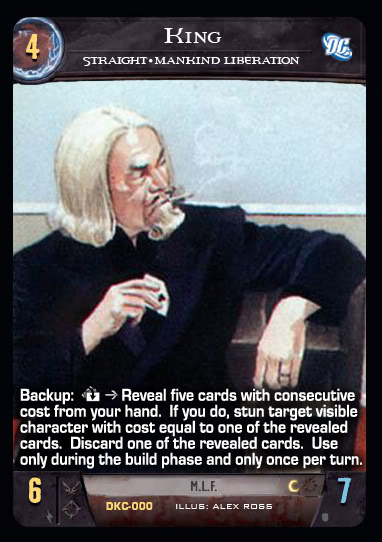 4
King
DC
Straight•Mankind Liberation
Backup: → Reveal five cards with consecutive
cost from your hand. If you do, stun target visible
character with cost equal to one of the revealed
cards. Discard one of the revealed cards. Use
only during the build phase and only once per turn.
6
M.L.F.
7
DKC-000 Illus: Alex Ross